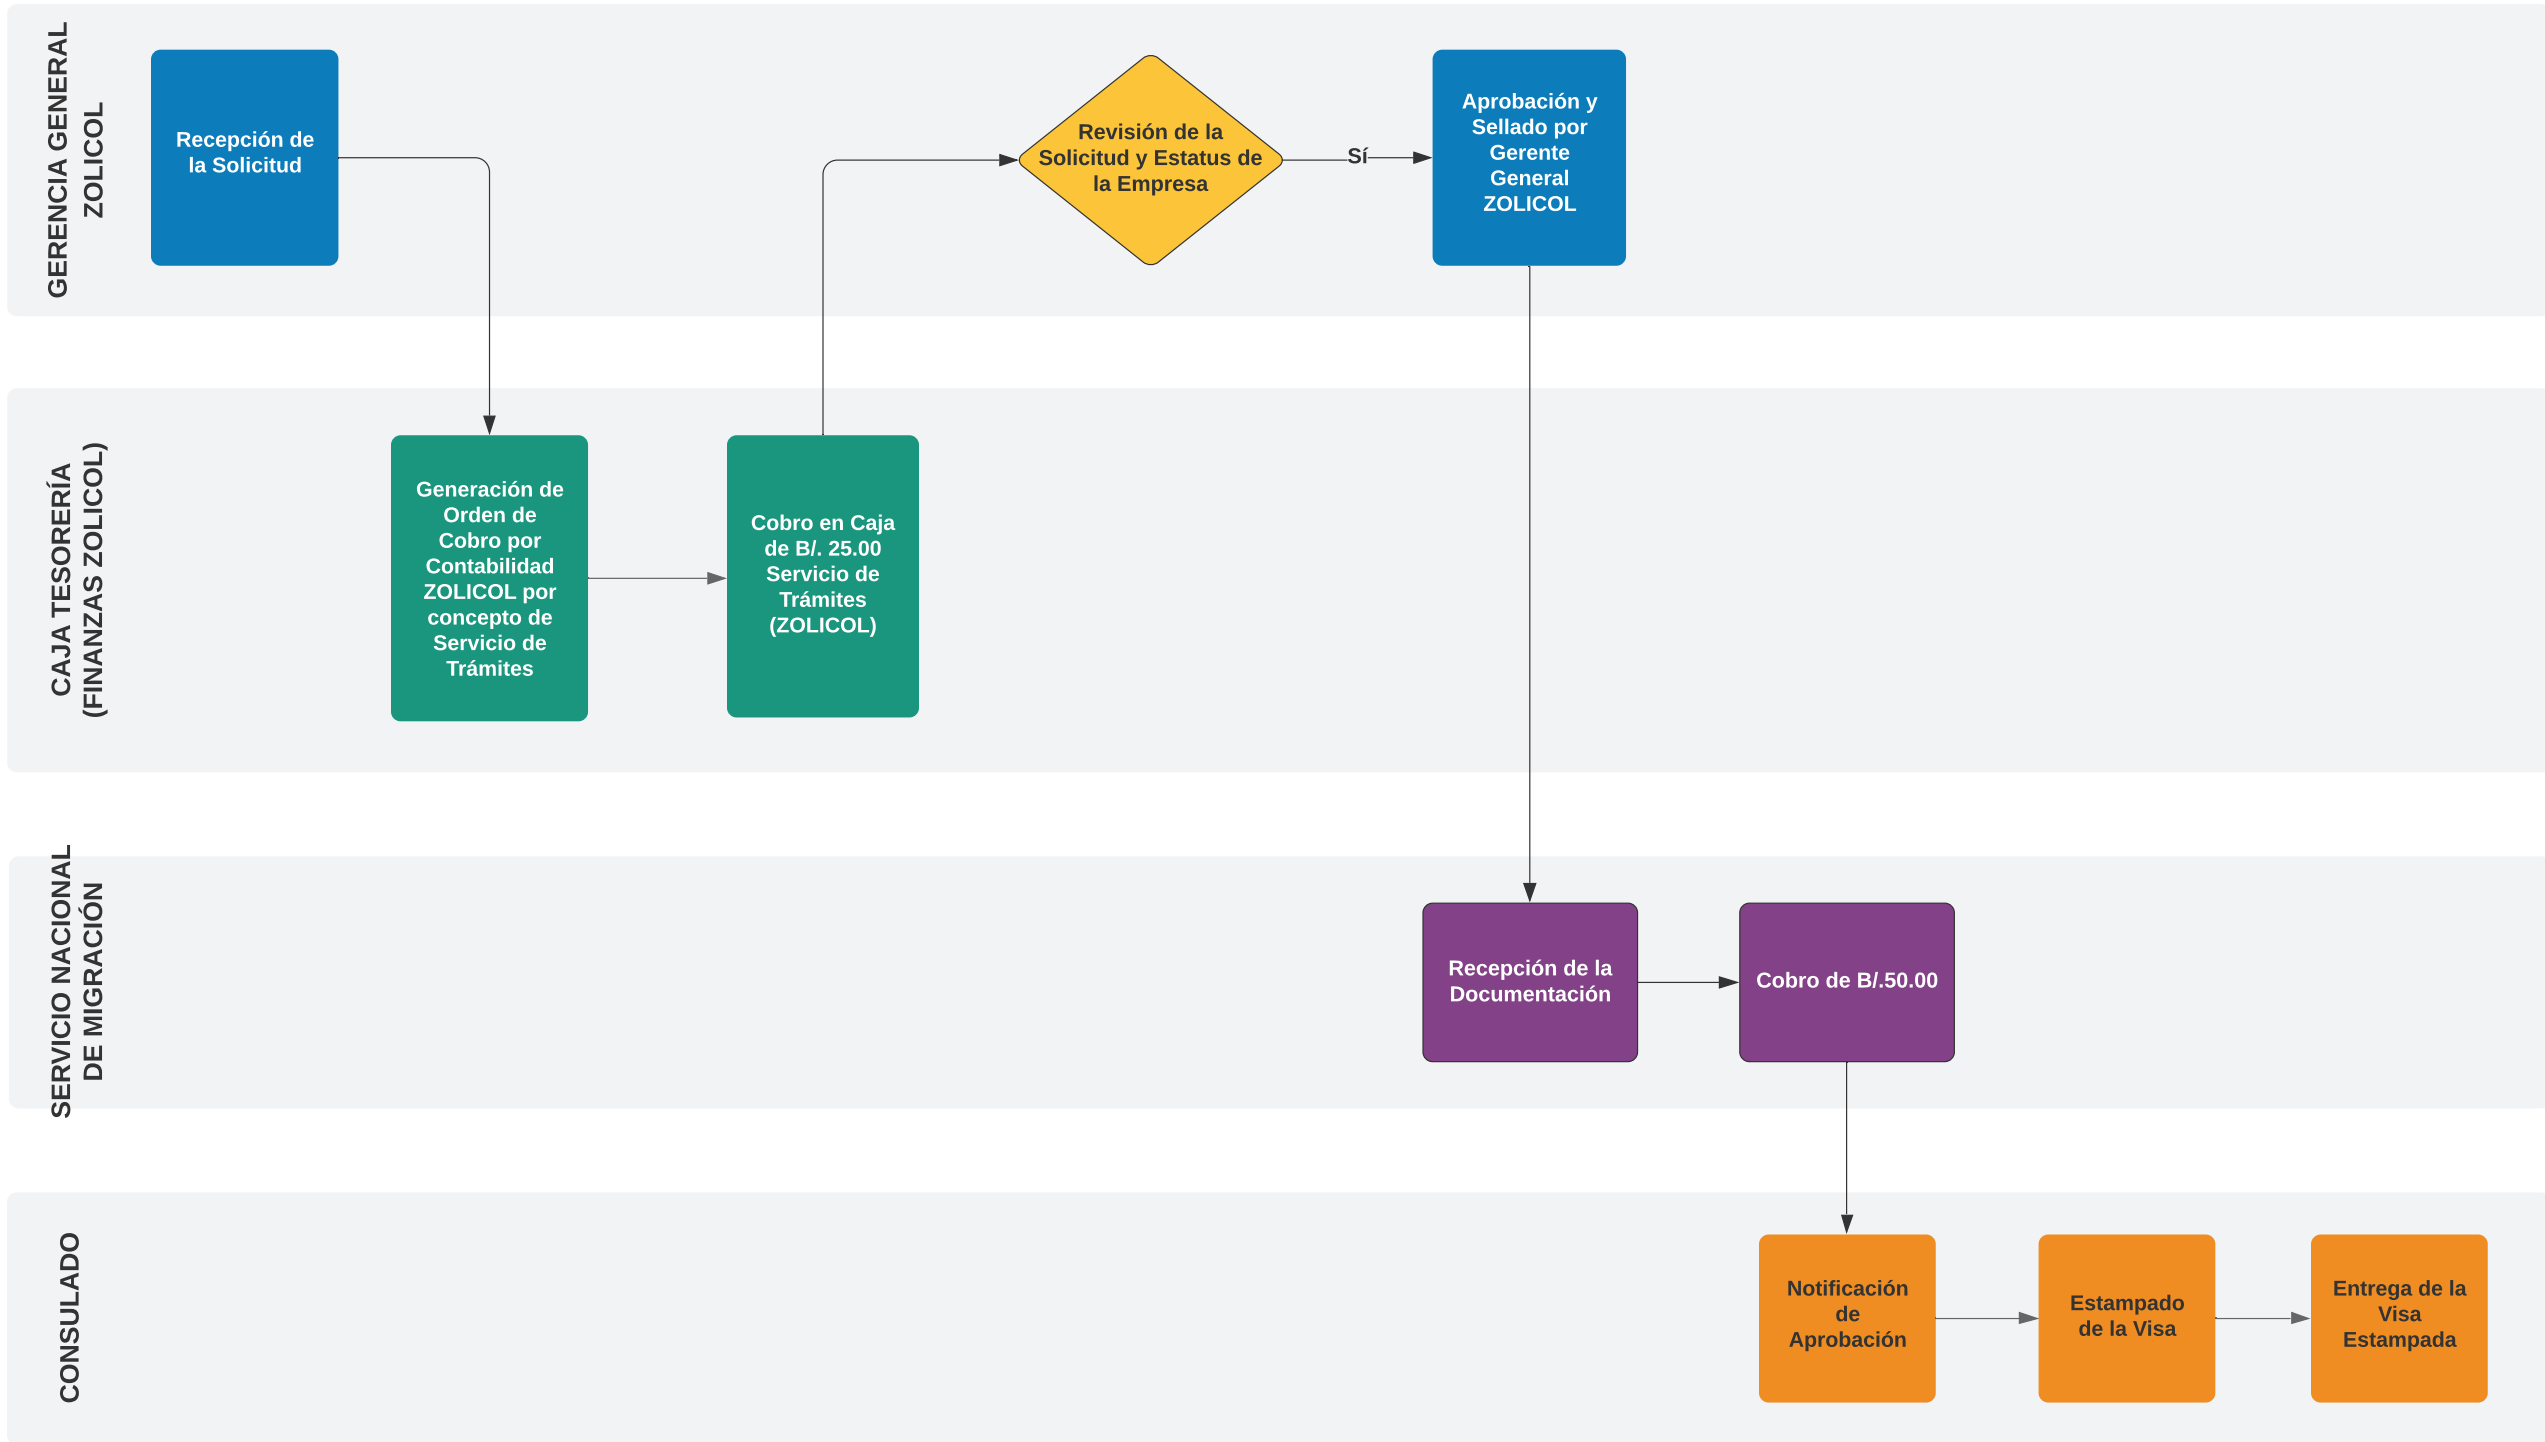 GERENCIA GENERAL
ZOLICOL
Recepción de
la Solicitud
Revisión de la
Solicitud y Estatus de
la Empresa
Sí
Aprobación y
Sellado por
Gerente
General
ZOLICOL
CAJA TESORERÍA
(FINANZAS ZOLICOL)
Generación de
Orden de
Cobro por
Contabilidad
ZOLICOL por
concepto de
Servicio de
Trámites
Cobro en Caja
de B/. 25.00
Servicio de
Trámites
(ZOLICOL)
SERVICIO NACIONAL
DE MIGRACIÓN
Recepción de la
Documentación
Cobro de B/.50.00
CONSULADO
Notificación
de
Aprobación
Estampado
de la Visa
Entrega de la
Visa
Estampada